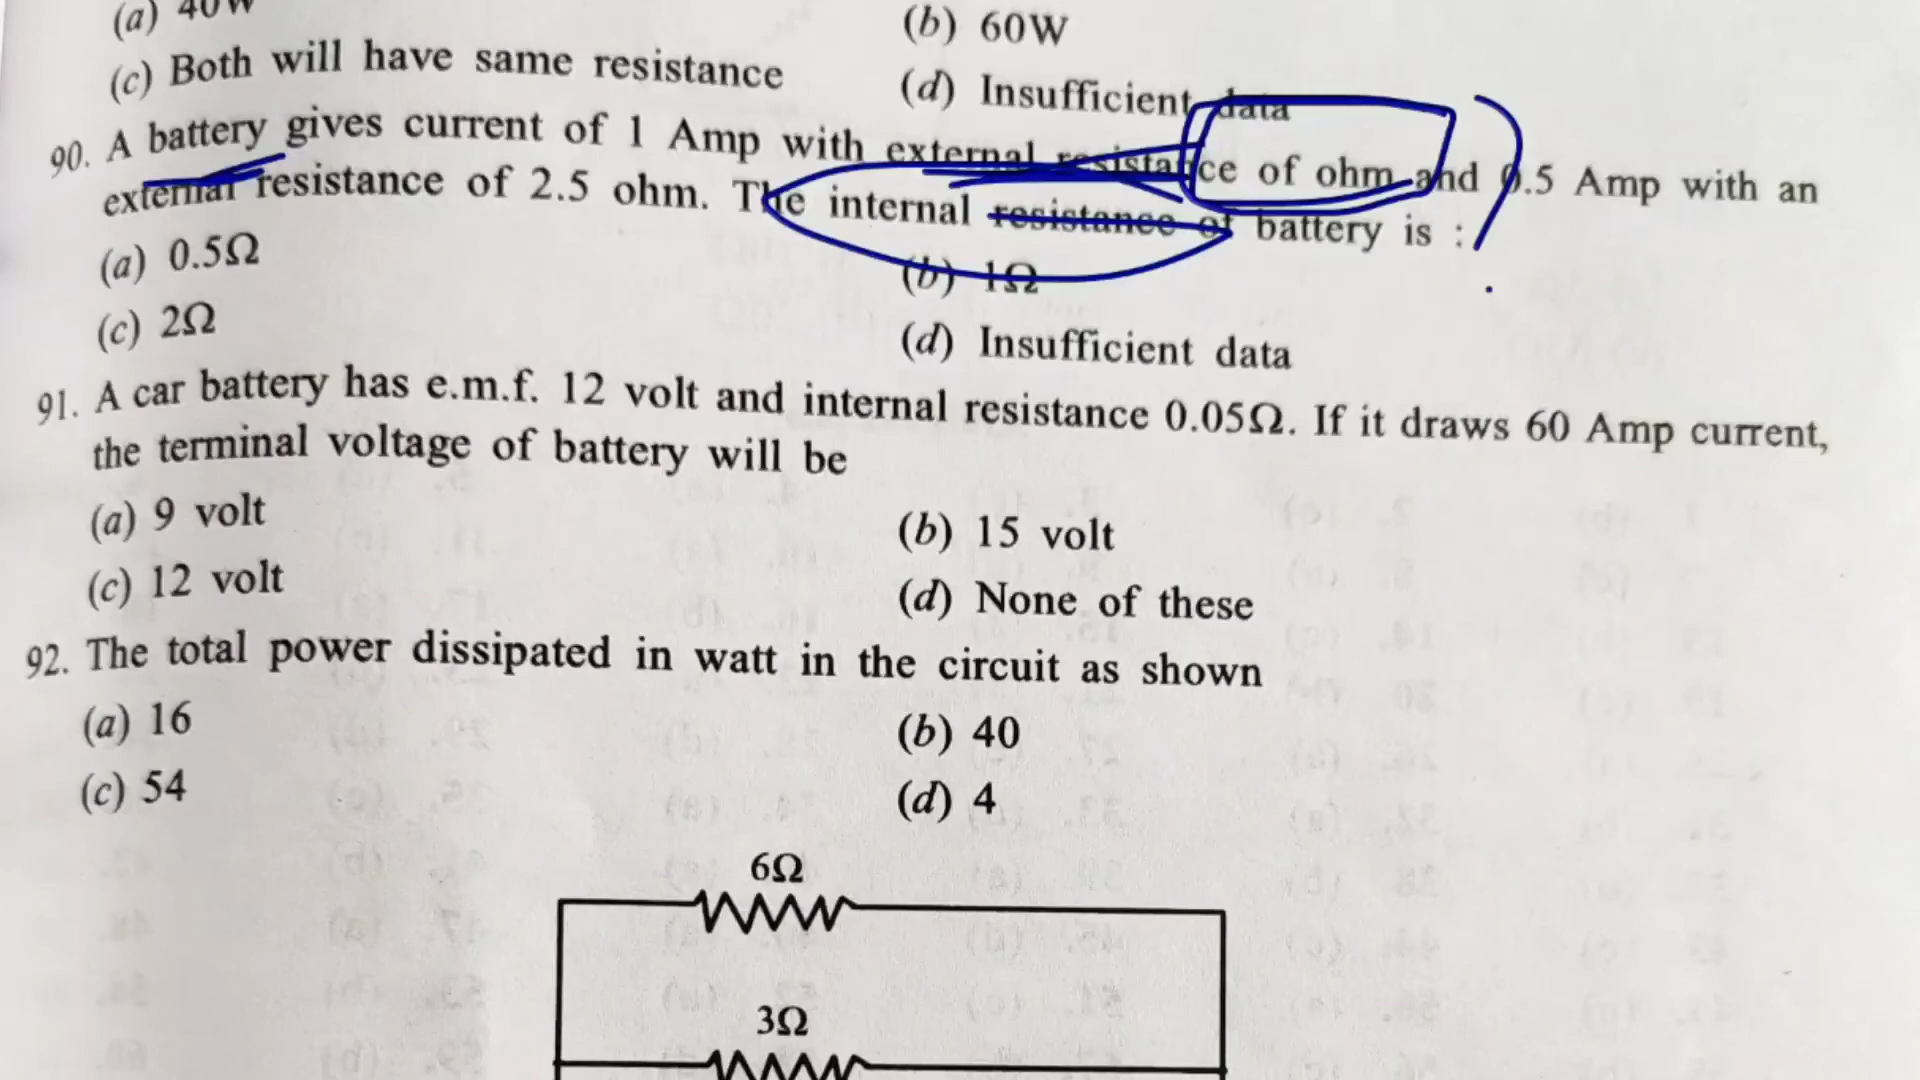 (a) 40W
(b) 60W
(c) Both will have same resistance
(d) Insufficient data
90. A battery gives current of 1 Amp with external resistance of ohm and 0.5 Amp with an
external resistance of 2.5 ohm. The internal resistance of battery is :
(a) 0.5Ω
(b) 1Ω
(c) 2Ω
(d) Insufficient data
91. A car battery has e.m.f. 12 volt and internal resistance 0.05Ω. If it draws 60 Amp current,
the terminal voltage of battery will be
(a) 9 volt
(b) 15 volt
(c) 12 volt
(d) None of these
92. The total power dissipated in watt in the circuit as shown
(a) 16
(b) 40
(c) 54
(d) 4
6Ω
3Ω